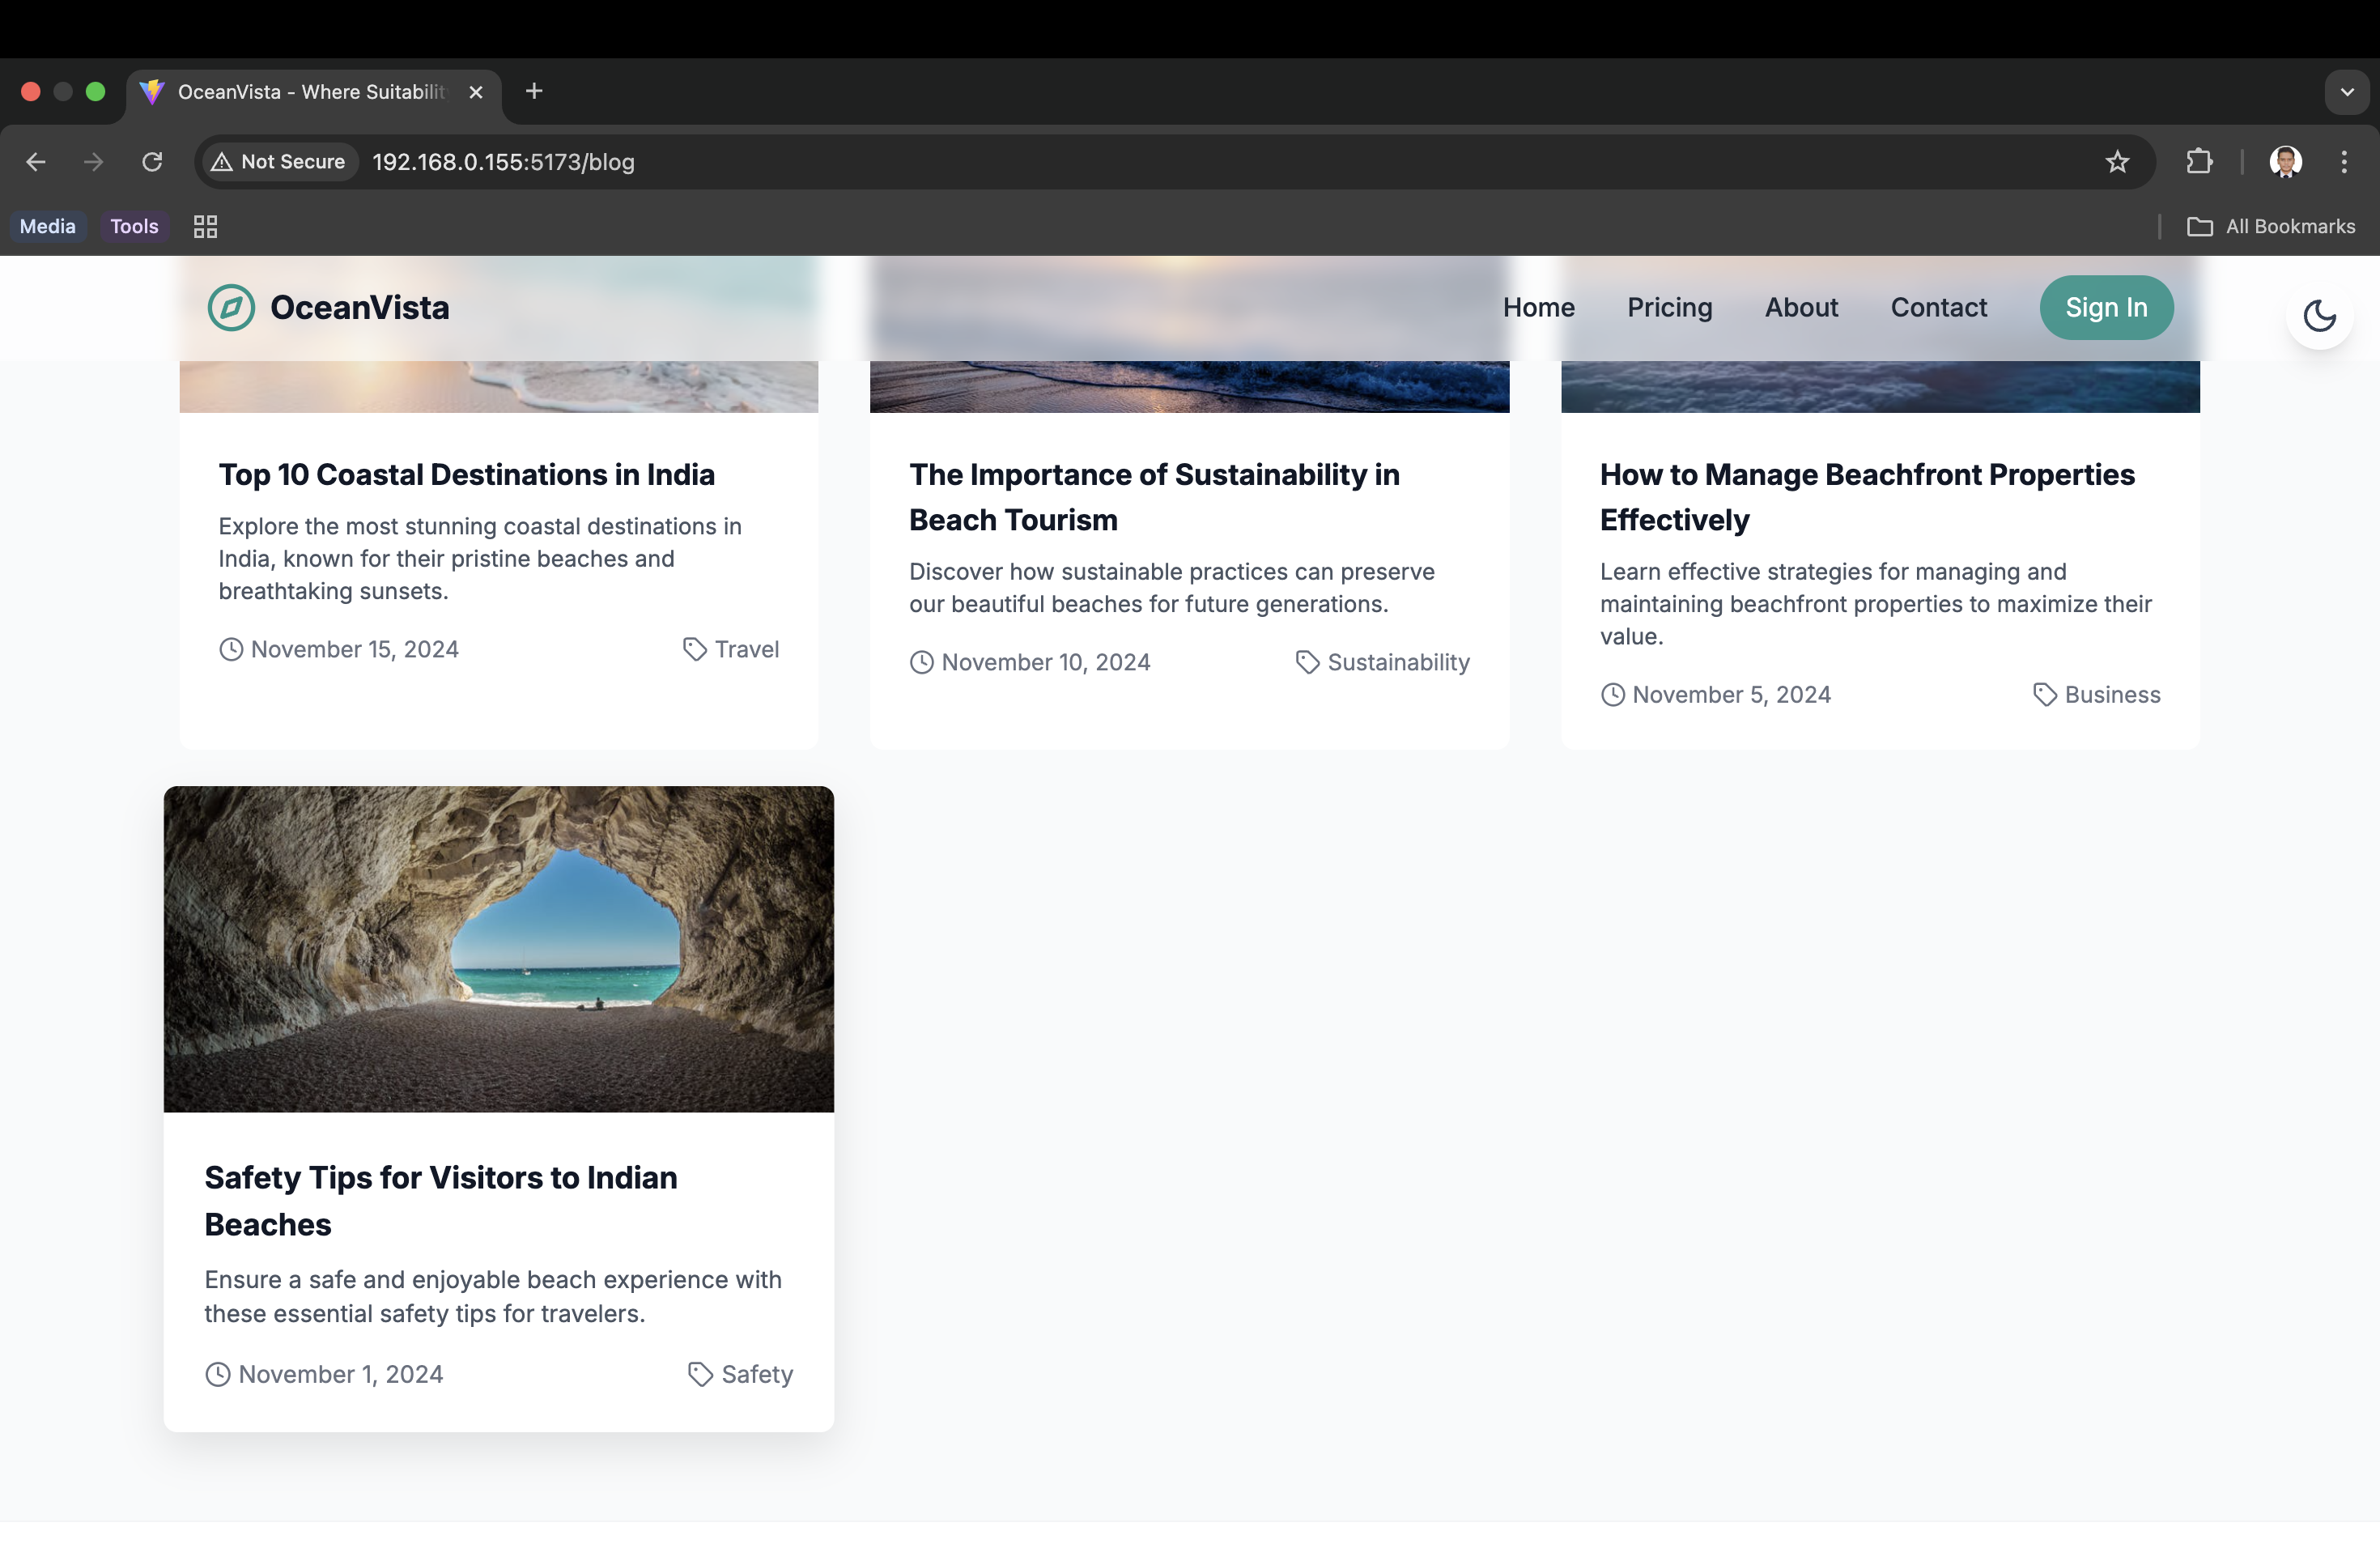 OceanVista - Where Suitabilit
Not Secure
192.168.0.155:5173/blog
Media
Tools
All Bookmarks
OceanVista
Home
Pricing
About
Contact
Sign In
Top 10 Coastal Destinations in India
Explore the most stunning coastal destinations in
India, known for their pristine beaches and
breathtaking sunsets.
November 15, 2024
Travel
The Importance of Sustainability in
Beach Tourism
Discover how sustainable practices can preserve
our beautiful beaches for future generations.
November 10, 2024
Sustainability
How to Manage Beachfront Properties
Effectively
Learn effective strategies for managing and
maintaining beachfront properties to maximize their
value.
November 5, 2024
Business
Safety Tips for Visitors to Indian
Beaches
Ensure a safe and enjoyable beach experience with
these essential safety tips for travelers.
November 1, 2024
Safety